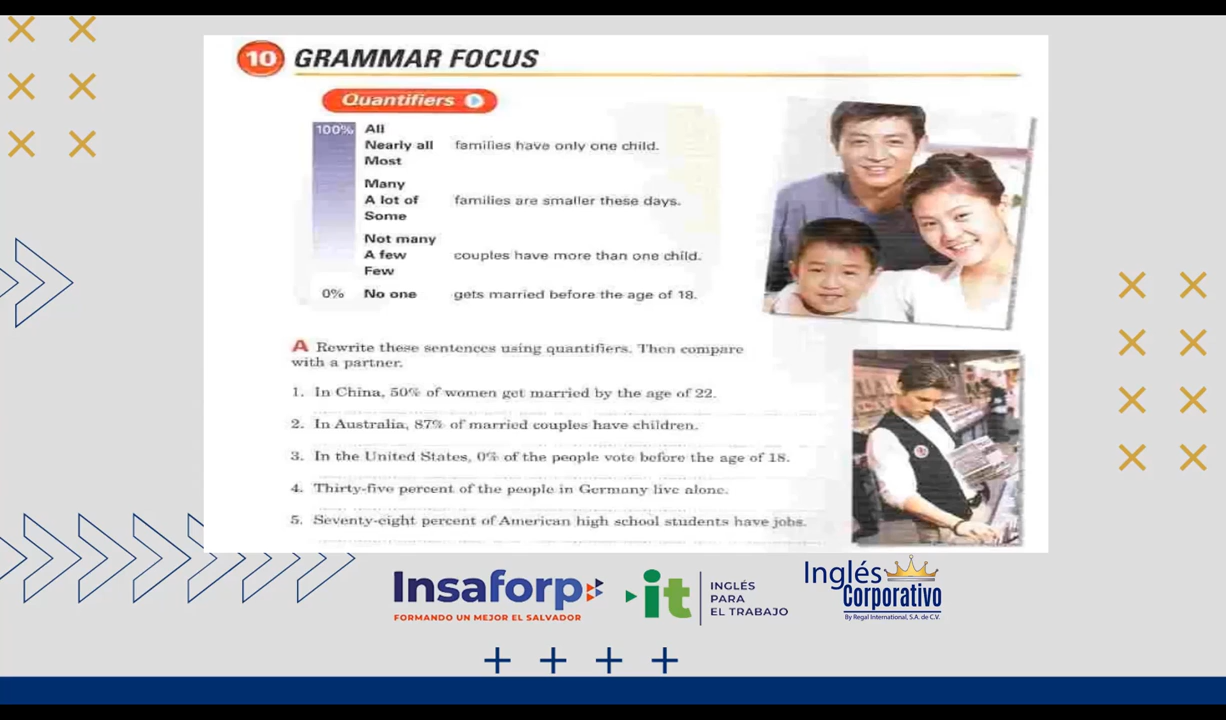 10 GRAMMAR FOCUS
Quantifiers
100% All
Nearly all families have only one child.
Most
Many
A lot of families are smaller these days.
Some
Not many
A few couples have more than one child.
Few
0% No one gets married before the age of 18.
A Rewrite these sentences using quantifiers. Then compare
with a partner.
1. In China, 50% of women get married by the age of 22.
2. In Australia, 87% of married couples have children.
3. In the United States, 0% of the people vote before the age of 18.
4. Thirty-five percent of the people in Germany live alone.
5. Seventy-eight percent of American high school students have jobs.
Insaforp
FORMANDO UN MEJOR EL SALVADOR
it
INGLÉS
PARA
EL TRABAJO
Inglés
Corporativo
By Regal International, S.A. de C.V.